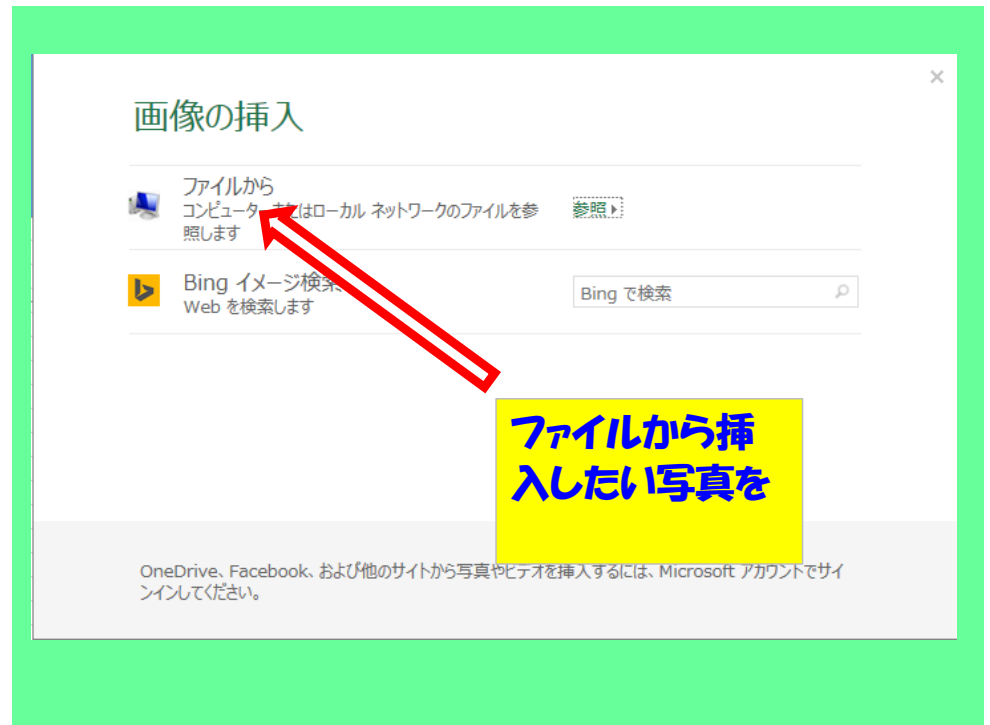 ×
画像の挿入
ファイルから
コンピューターまたはローカル ネットワークのファイルを参
照します
参照▶
Bing イメージ検索
Web を検索します
Bing で検索
ファイルから挿
入したい写真を
OneDrive、Facebook、および他のサイトから写真やビデオを挿入するには、Microsoft アカウントでサイ
ンインしてください。